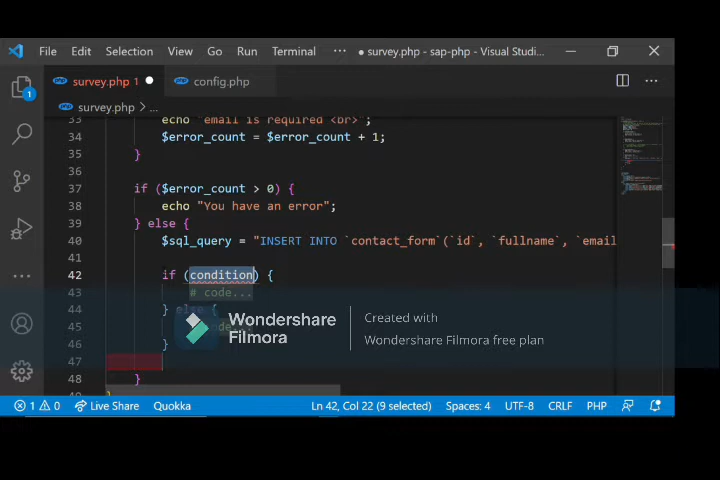 File Edit Selection View Go Run Terminal ··· ● survey.php - sap-php - Visual Studi...
survey.php 1 ● config.php
survey.php > ...
33 echo "email is required <br>";
34 $error_count = $error_count + 1;
35 }
36
37 if ($error_count > 0) {
38 echo "You have an error";
39 } else {
40 $sql_query = "INSERT INTO `contact_form`(`id`, `fullname`, `email
41
42 if (condition) {
43 # code...
44 } else {
45 code...
46 }
47
48 }
Wondershare
Filmora
Created with
Wondershare Filmora free plan
1
1 0 Live Share Quokka Ln 42, Col 22 (9 selected) Spaces: 4 UTF-8 CRLF PHP